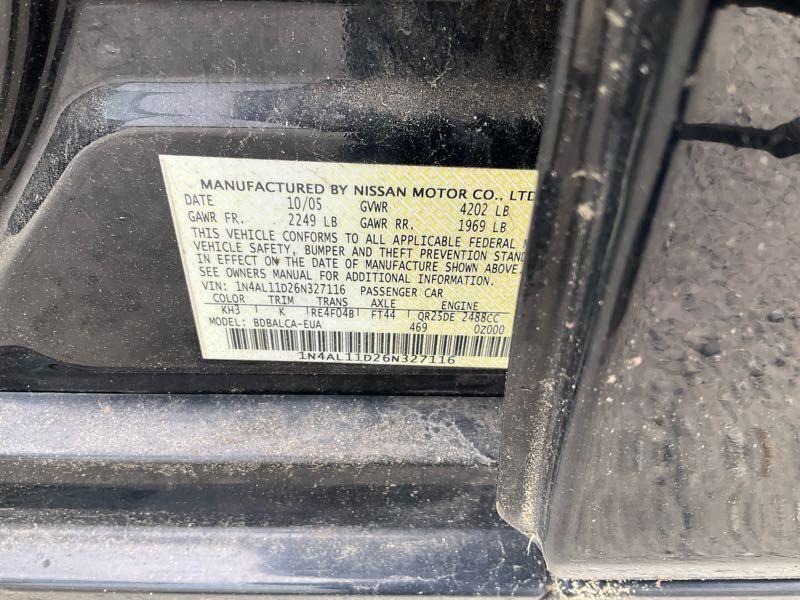 MANUFACTURED BY NISSAN MOTOR CO., LTD
DATE 10/05 GVWR 4202 LB
GAWR FR. 2249 LB GAWR RR. 1969 LB
THIS VEHICLE CONFORMS TO ALL APPLICABLE FEDERAL
VEHICLE SAFETY, BUMPER AND THEFT PREVENTION STAND
IN EFFECT ON THE DATE OF MANUFACTURE SHOWN ABOVE.
SEE OWNERS MANUAL FOR ADDITIONAL INFORMATION.
VIN: 1N4AL11D26N327116 PASSENGER CAR
COLOR TRIM TRANS AXLE ENGINE
KH3 K RE4F04B FT44 QR25DE 2488CC
MODEL: BDBALCA-EUA 469 0Z000
1N4AL11D26N327116